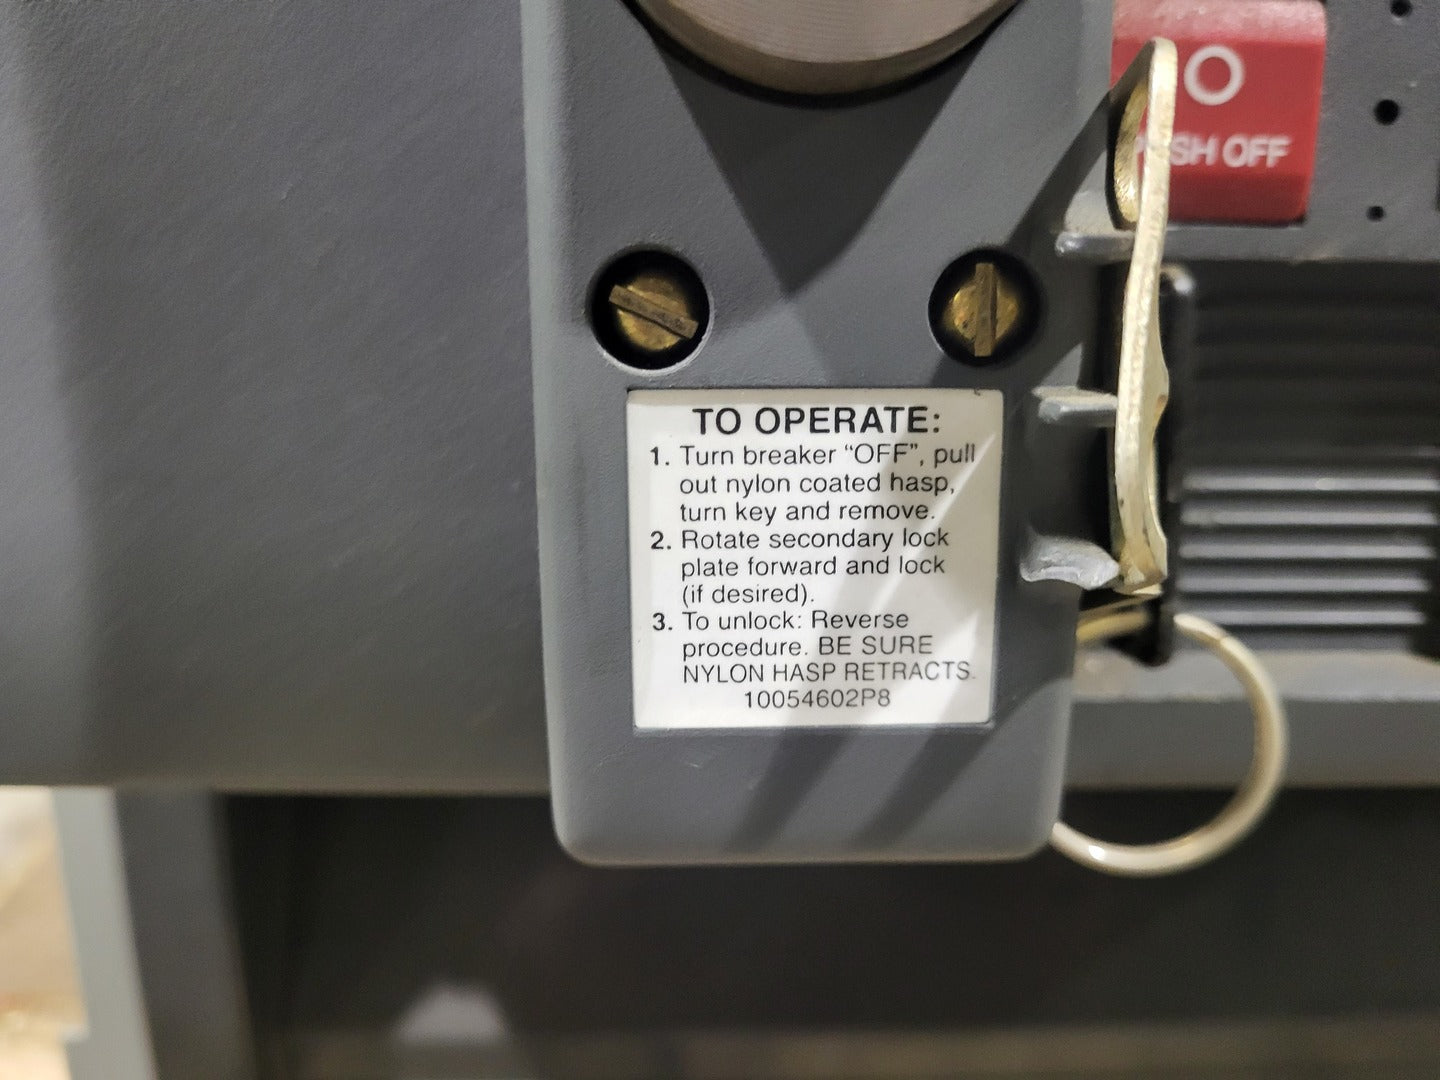 O
PUSH OFF
TO OPERATE:
1. Turn breaker “OFF”, pull
out nylon coated hasp,
turn key and remove.
2. Rotate secondary lock
plate forward and lock
(if desired).
3. To unlock: Reverse
procedure. BE SURE
NYLON HASP RETRACTS.
10054602P8